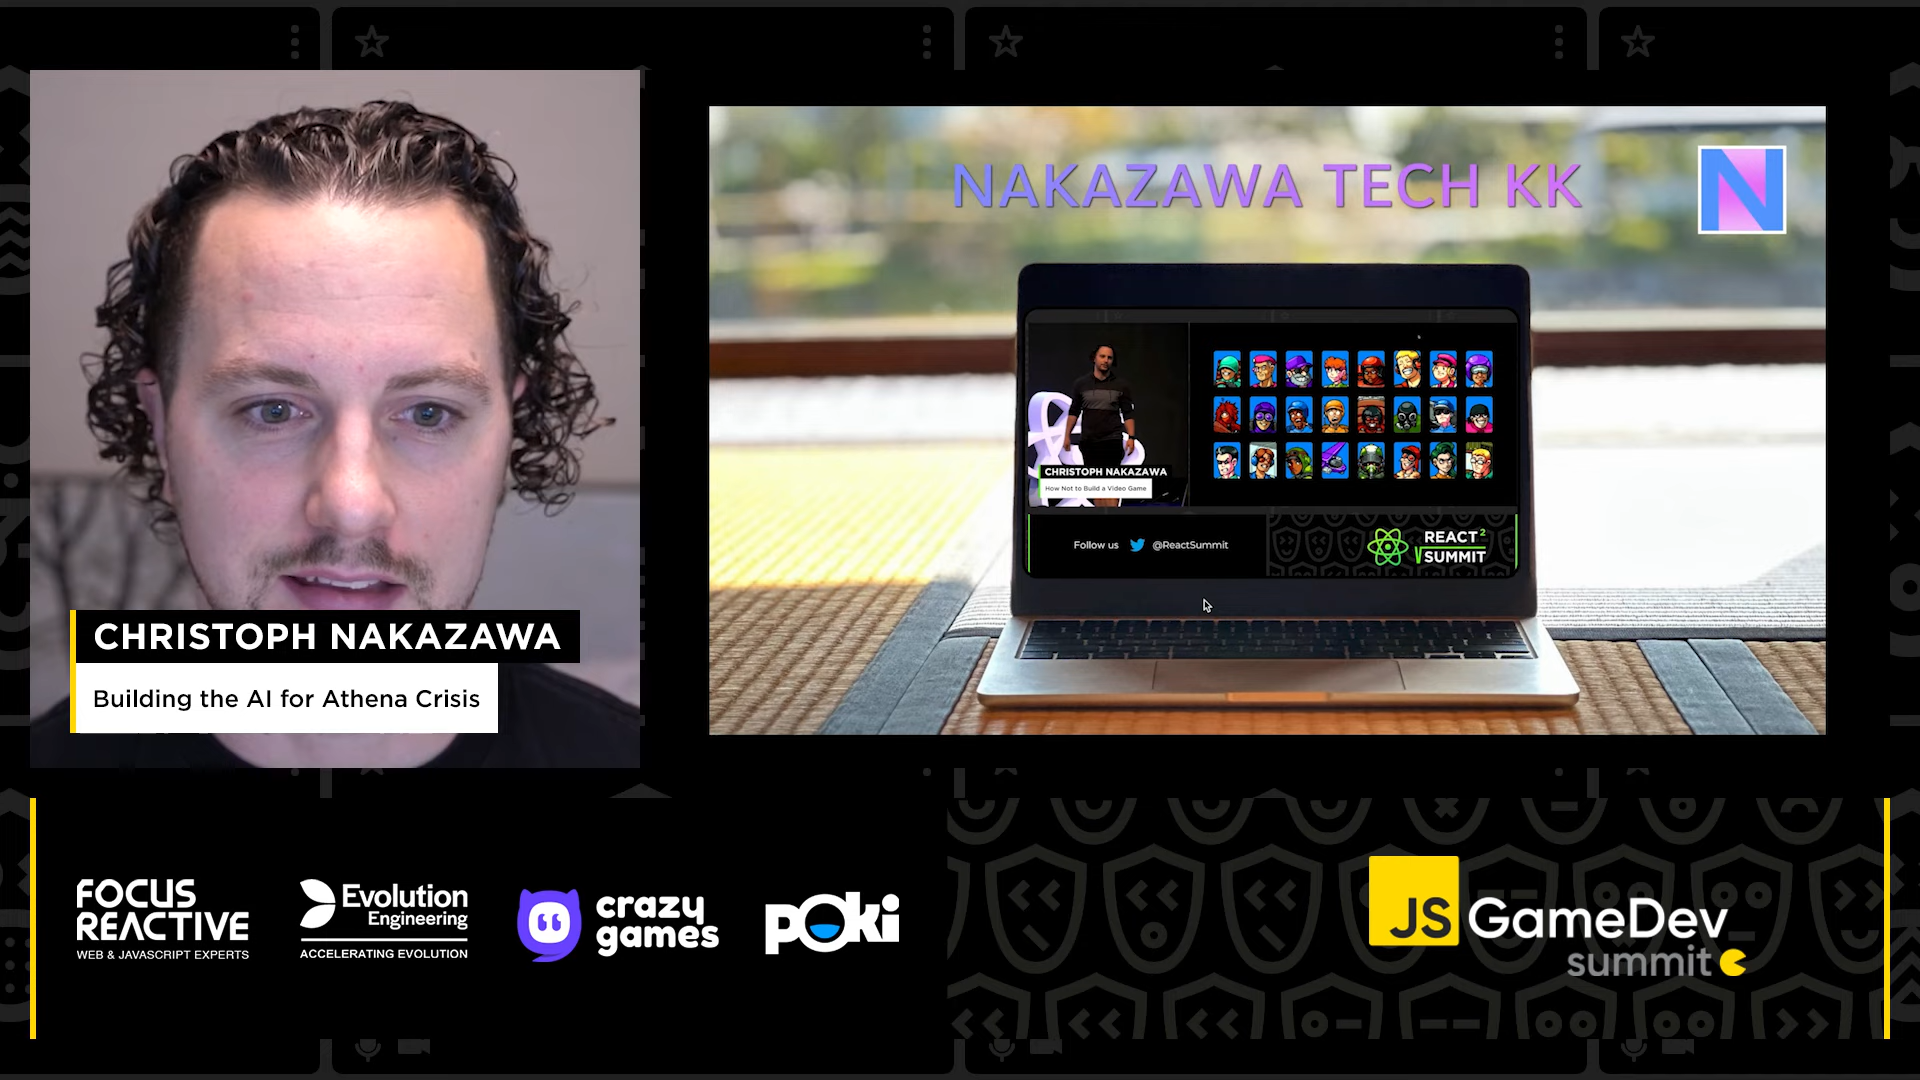 NAKAZAWA TECH KK
N
CHRISTOPH NAKAZAWA
How Not to Build a Video Game
Follow us @ReactSummit
REACT 2
SUMMIT
CHRISTOPH NAKAZAWA
Building the AI for Athena Crisis
FOCUS
REACTIVE
WEB & JAVASCRIPT EXPERTS
Evolution
Engineering
ACCELERATING EVOLUTION
crazy
games
poki
JS GameDev
summit